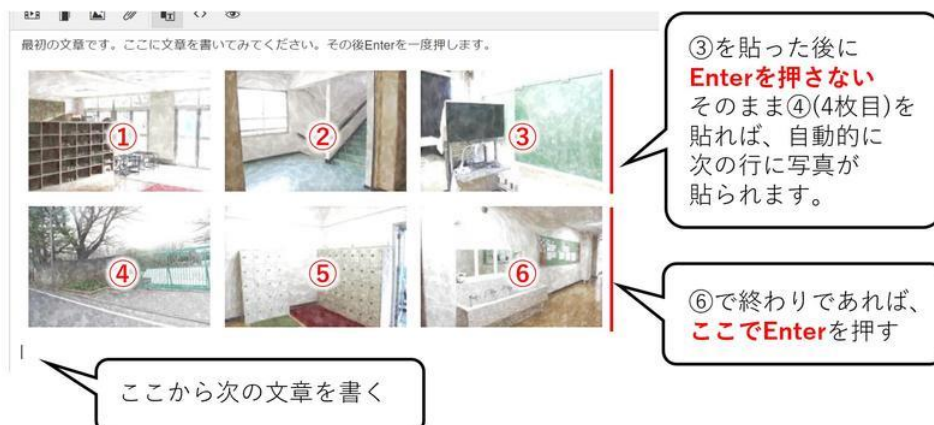 最初の文章です。ここに文章を書いてみてください。その後Enterを一度押します。
①
②
③
③を貼った後に
Enterを押さない
そのまま④(4枚目)を
貼れば、自動的に
次の行に写真が
貼られます。
④
⑤
⑥
⑥で終わりであれば、
ここでEnterを押す
ここから次の文章を書く